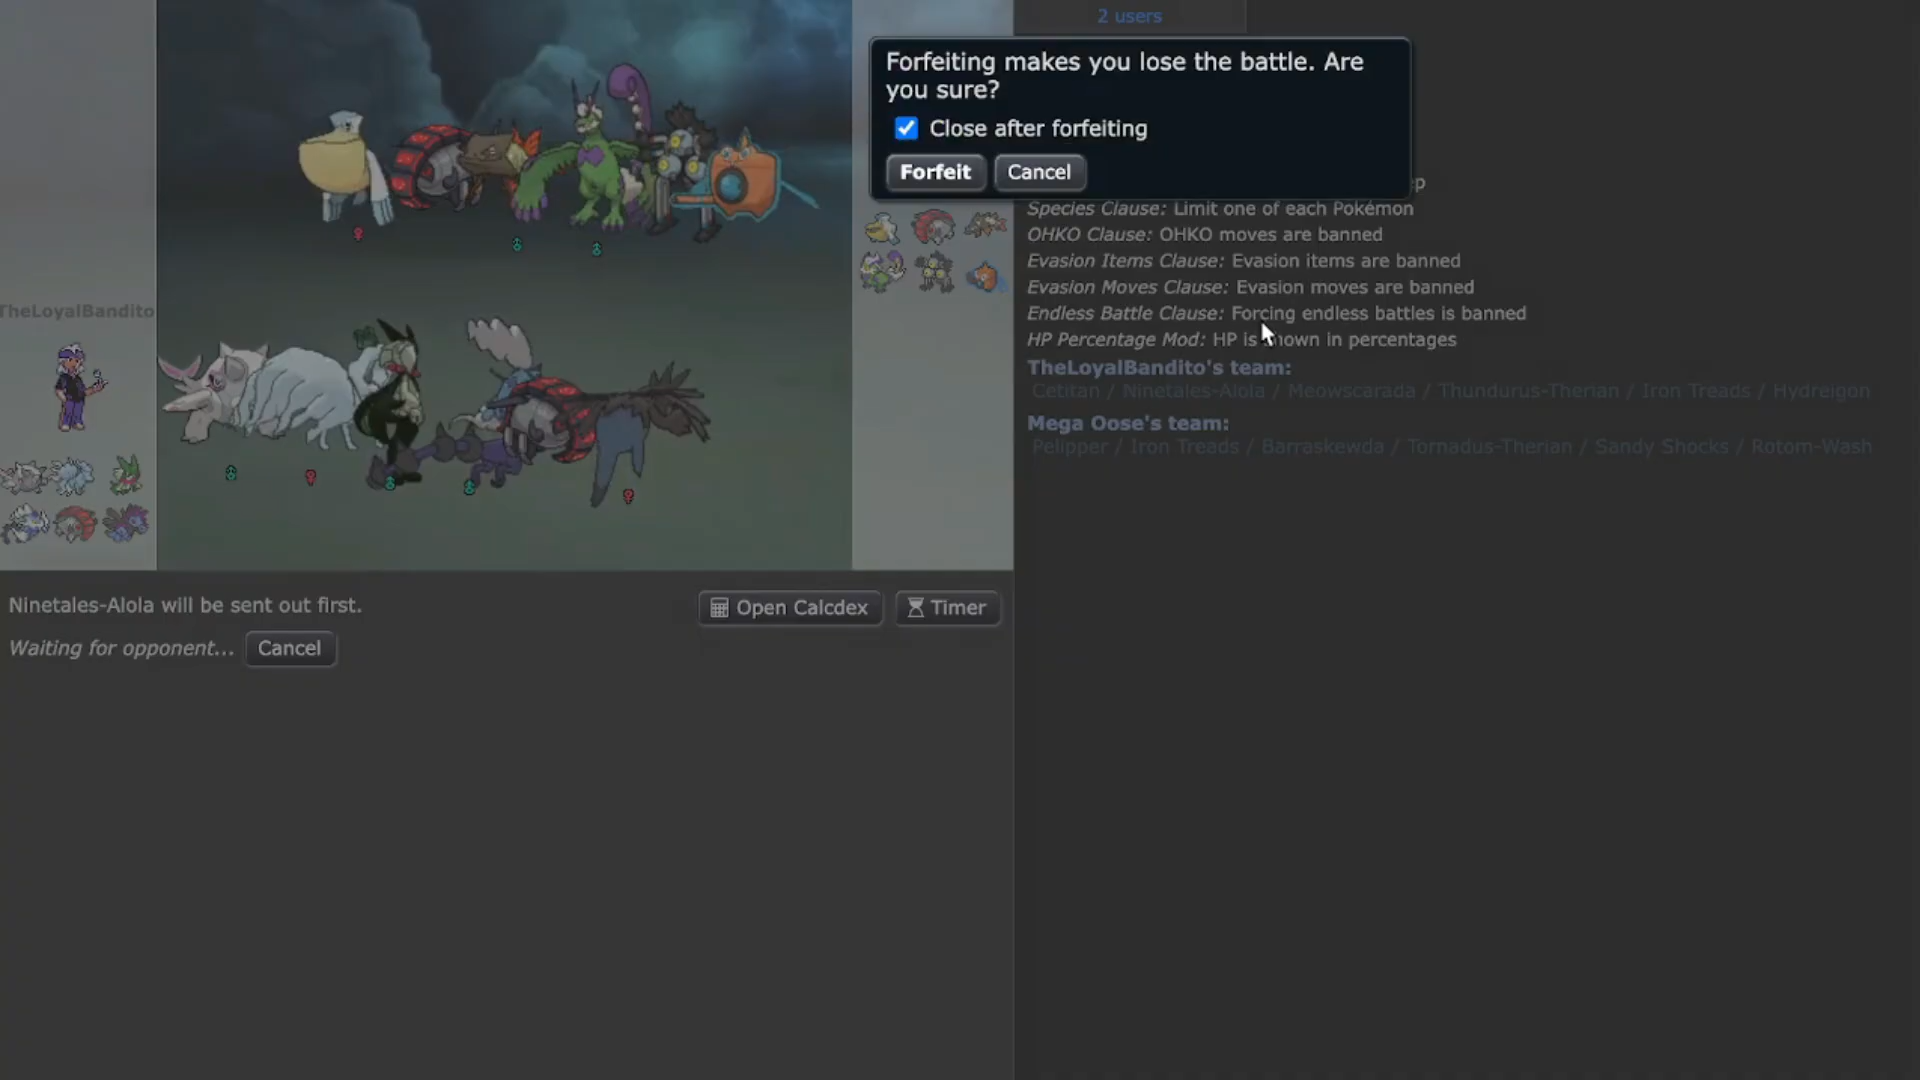 2 users
Forfeiting makes you lose the battle. Are
you sure?
Close after forfeiting
Forfeit
Cancel
Species Clause: Limit one of each Pokémon
OHKO Clause: OHKO moves are banned
Evasion Items Clause: Evasion items are banned
Evasion Moves Clause: Evasion moves are banned
Endless Battle Clause: Forcing endless battles is banned
HP Percentage Mod: HP is shown in percentages
TheLoyalBandito's team:
Cetitan / Ninetales-Alola / Meowscarada / Thundurus-Therian / Iron Treads / Hydreigon
Mega Oose's team:
Pelipper / Iron Treads / Barraskewda / Tornadus-Therian / Sandy Shocks / Rotom-Wash
TheLoyalBandito
Ninetales-Alola will be sent out first.
Open Calcdex
Timer
Waiting for opponent...
Cancel